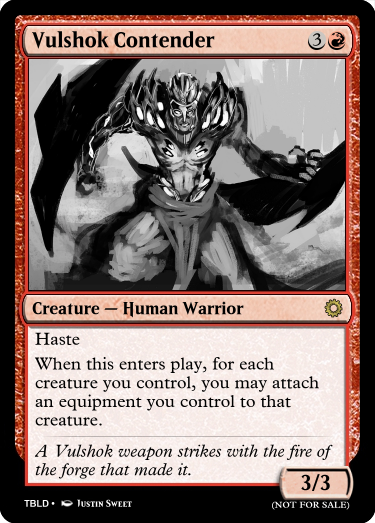 Vulshok Contender 3
Creature — Human Warrior
Haste
When this enters play, for each
creature you control, you may attach
an equipment you control to that
creature.
A Vulshok weapon strikes with the fire of
the forge that made it.
3/3
TBLD • Justin Sweet
(NOT FOR SALE)